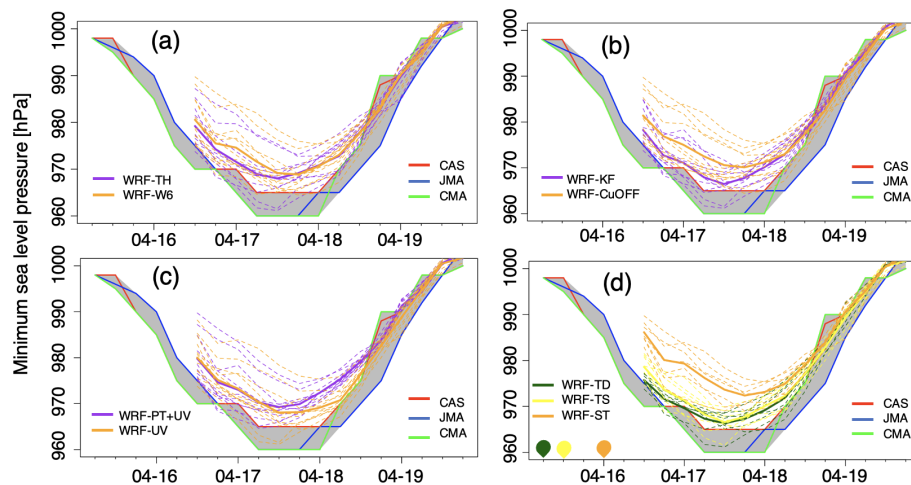 Minimum sea level pressure [hPa]
(a)
1000
990
980
970
960
WRF-TH
WRF-W6
CAS
JMA
CMA
04-16 04-17 04-18 04-19
(b)
1000
990
980
970
960
WRF-KF
WRF-CuOFF
CAS
JMA
CMA
04-16 04-17 04-18 04-19
(c)
1000
990
980
970
960
WRF-PT+UV
WRF-UV
CAS
JMA
CMA
04-16 04-17 04-18 04-19
(d)
1000
990
980
970
960
WRF-TD
WRF-TS
WRF-ST
CAS
JMA
CMA
04-16 04-17 04-18 04-19